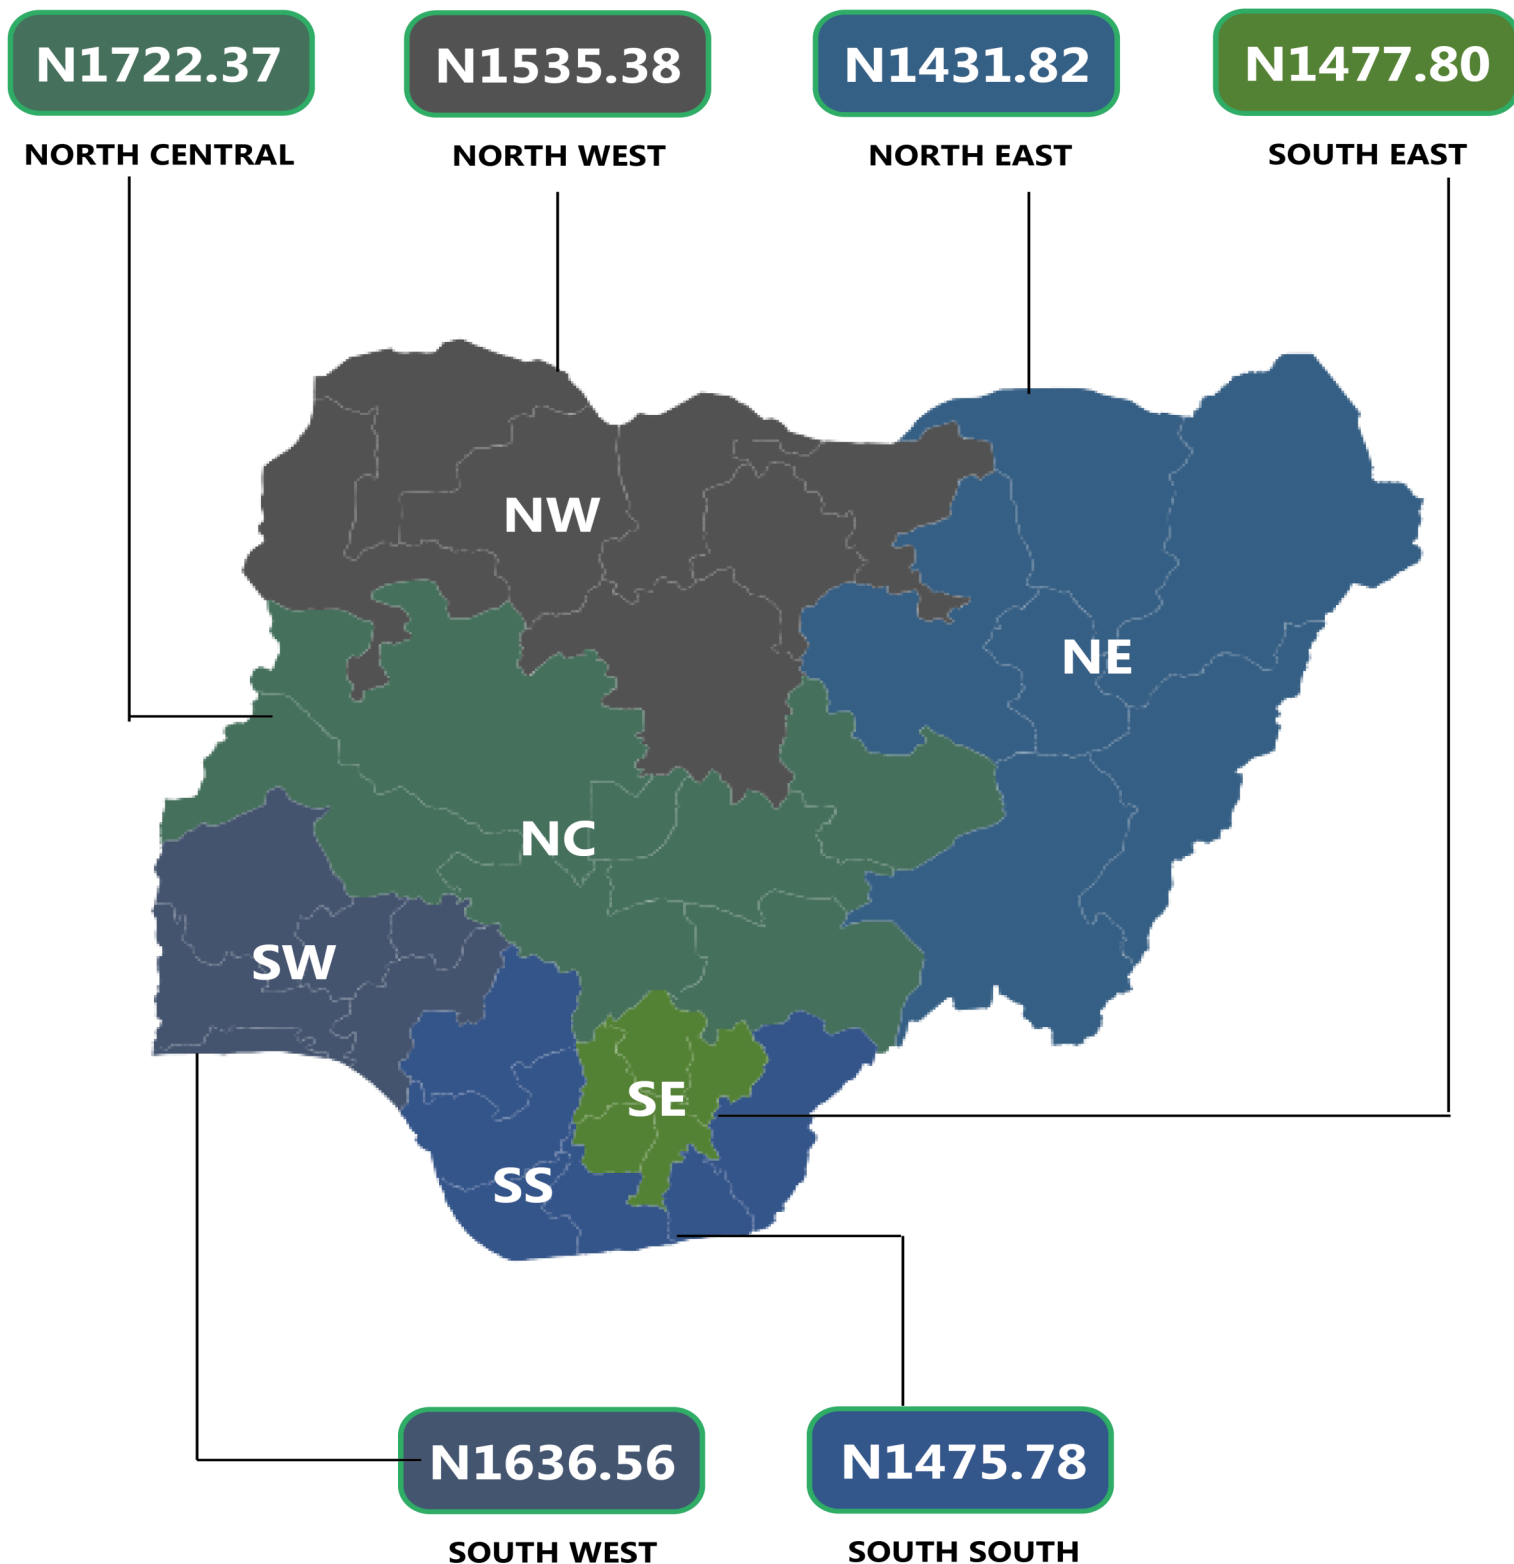 N1722.37
N1535.38
N1431.82
N1477.80
NORTH CENTRAL
NORTH WEST
NORTH EAST
SOUTH EAST
NW
NE
NC
SW
SE
SS
N1636.56
N1475.78
SOUTH WEST
SOUTH SOUTH